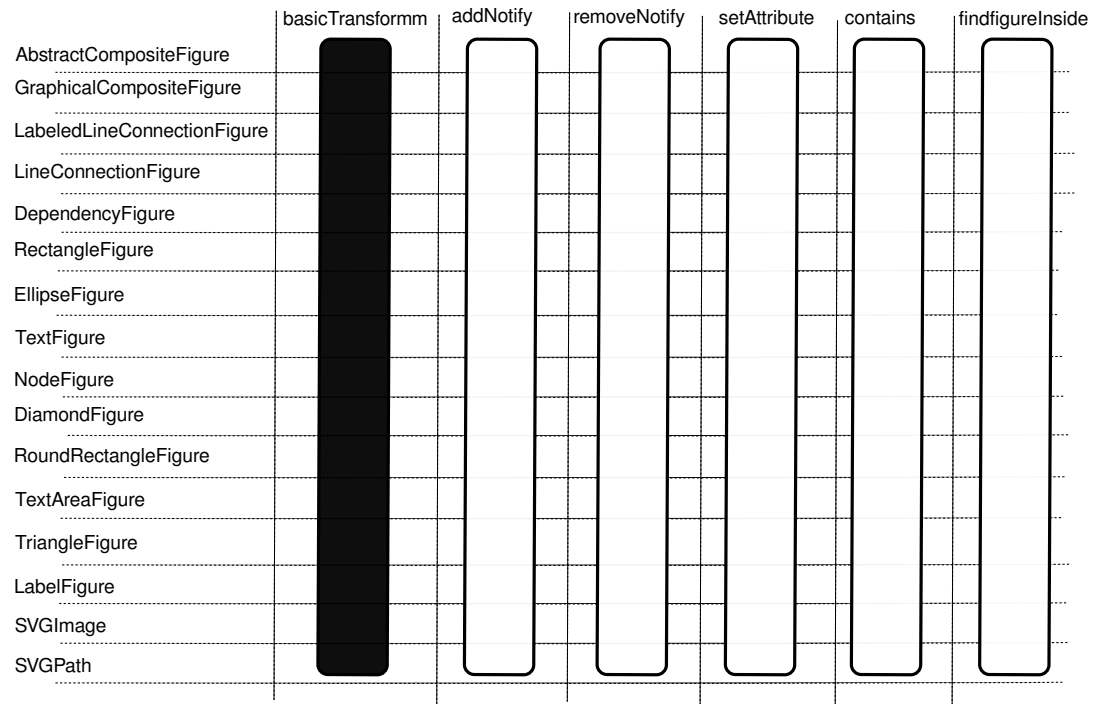 basicTransformm addNotify removeNotify setAttribute contains findfigureInside
AbstractCompositeFigure
GraphicalCompositeFigure
LabeledLineConnectionFigure
LineConnectionFigure
DependencyFigure
RectangleFigure
EllipseFigure
TextFigure
NodeFigure
DiamondFigure
RoundRectangleFigure
TextAreaFigure
TriangleFigure
LabelFigure
SVGImage
SVGPath